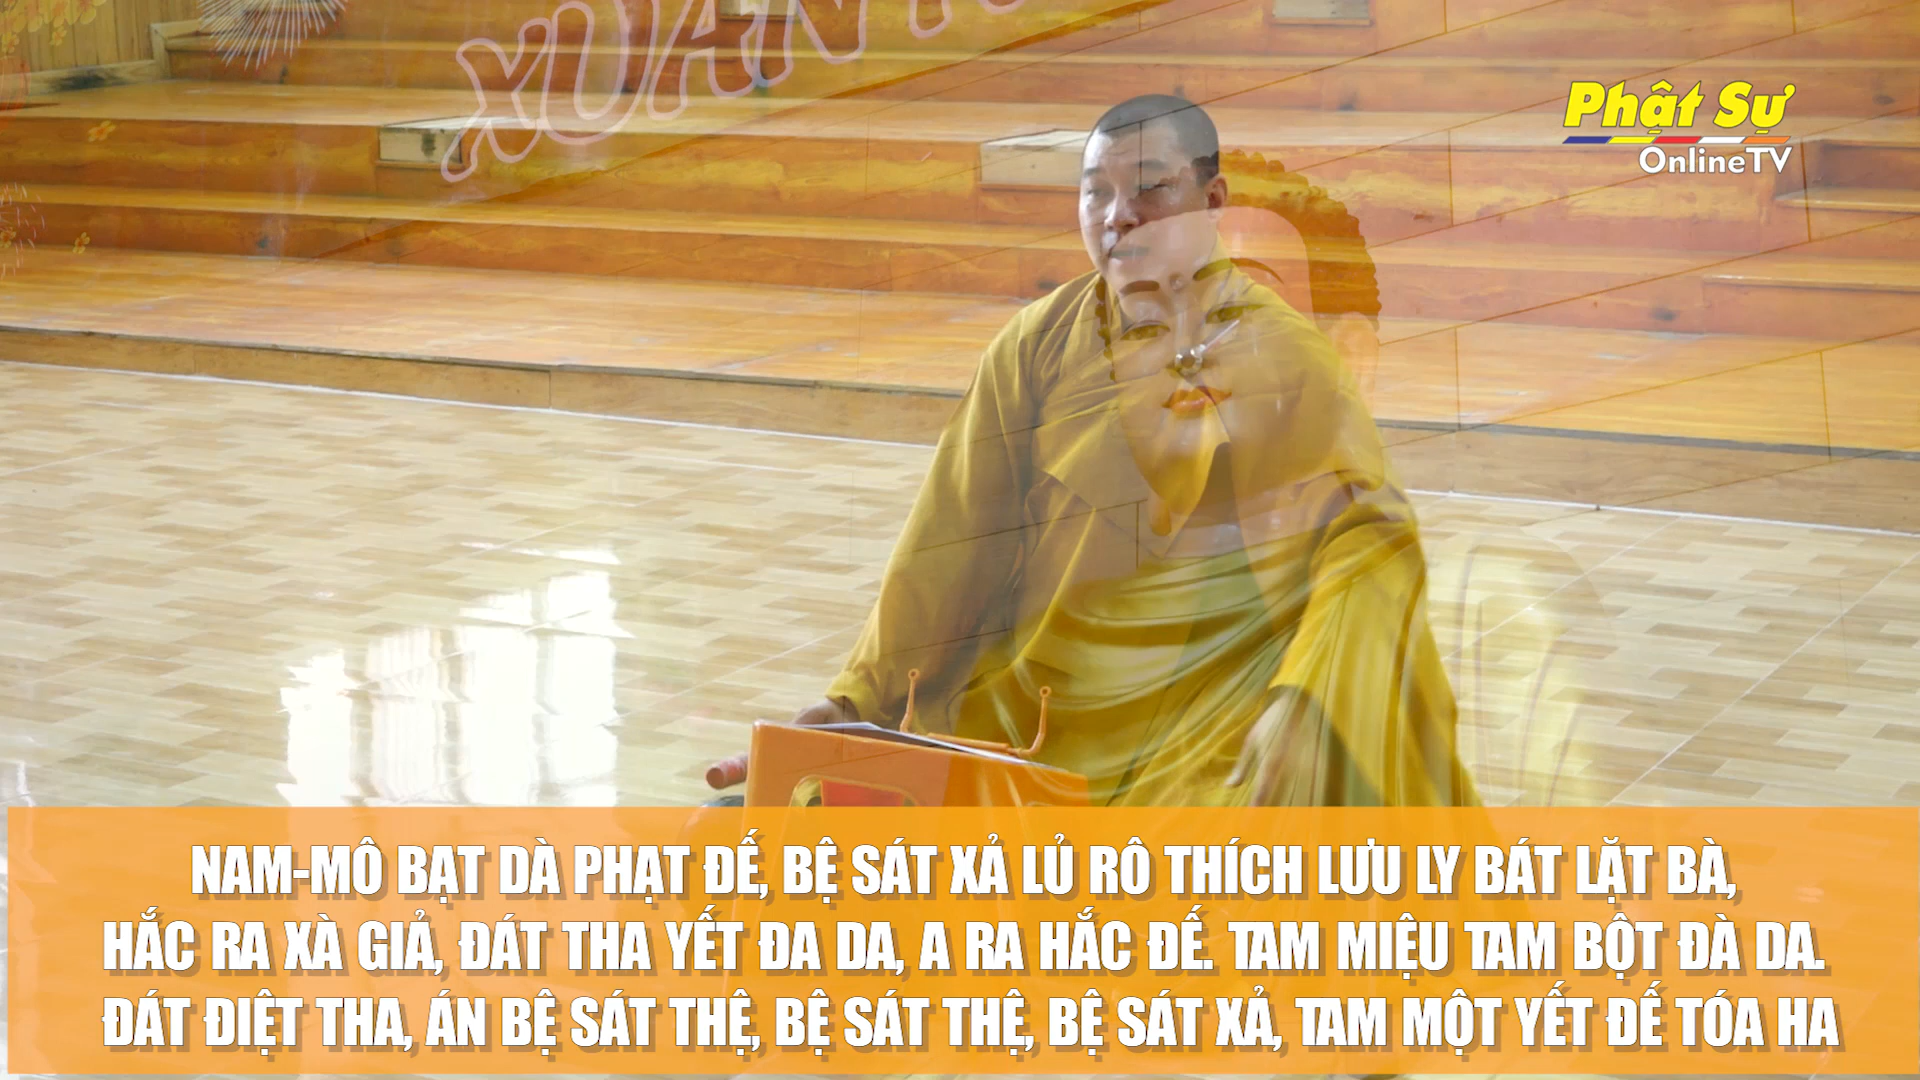 XUÂN
Phật Sự
OnlineTV
NAM-MÔ BẠT DÀ PHẠT ĐẾ, BỆ SÁT XẢ LỦ RÔ THÍCH LƯU LY BÁT LẶT BÀ,
HẮC RA XÀ GIẢ, ĐÁT THA YẾT ĐA DA, A RA HẮC ĐẾ. TAM MIỆU TAM BỘT ĐÀ DA.
ĐÁT ĐIỆT THA, ÁN BỆ SÁT THỆ, BỆ SÁT THỆ, BỆ SÁT XẢ, TAM MỘT YẾT ĐẾ TÓA HA